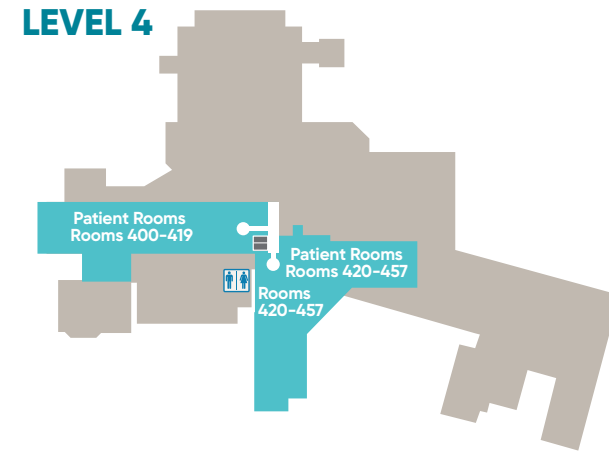 LEVEL 4
Patient Rooms
Rooms 400-419
Patient Rooms
Rooms 420-457
Rooms
420-457